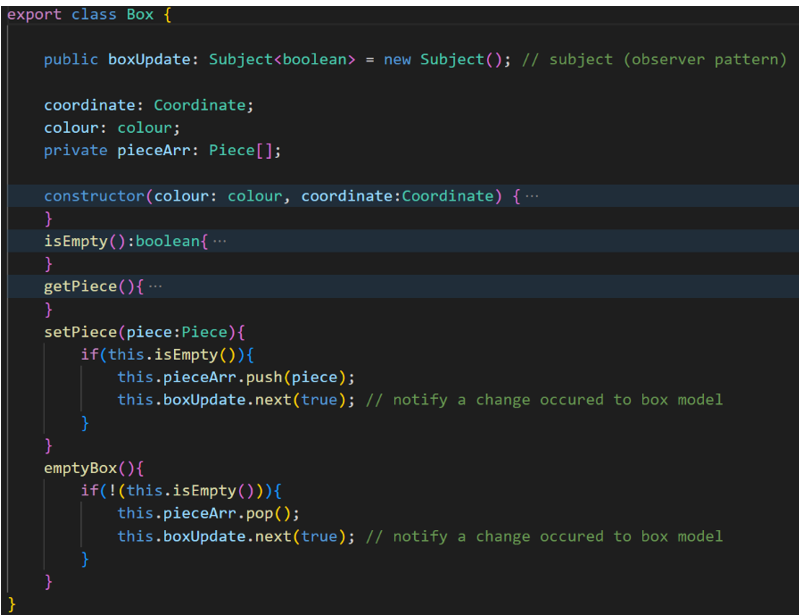 export class Box {
public boxUpdate: Subject<boolean> = new Subject(); // subject (observer pattern)
coordinate: Coordinate;
colour: colour;
private pieceArr: Piece[];
constructor(colour: colour, coordinate:Coordinate) { ···
}
isEmpty():boolean{ ···
}
getPiece(){ ···
}
setPiece(piece:Piece){
if(this.isEmpty()){
this.pieceArr.push(piece);
this.boxUpdate.next(true); // notify a change occured to box model
}
}
emptyBox(){
if(!(this.isEmpty())){
this.pieceArr.pop();
this.boxUpdate.next(true); // notify a change occured to box model
}
}
}